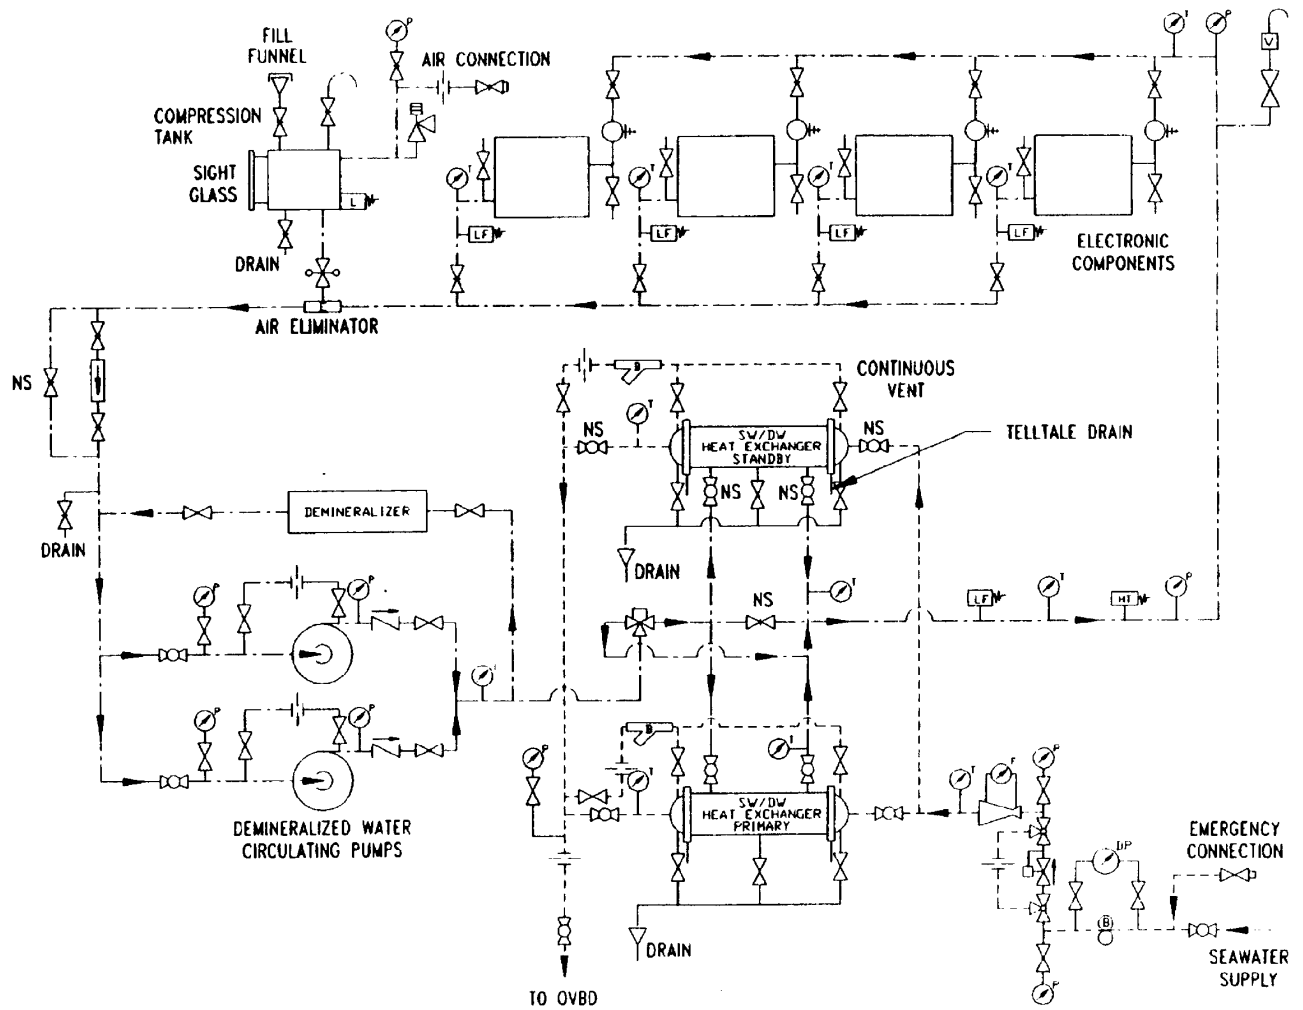 FILL
FUNNEL
P
AIR CONNECTION
T
P
V
COMPRESSION
TANK
SIGHT
GLASS
L
T
T
T
T
LF
LF
LF
LF
DRAIN
ELECTRONIC
COMPONENTS
AIR ELIMINATOR
NS
B
CONTINUOUS
VENT
T
NS
SW/DW
HEAT EXCHANGER
STANDBY
NS
TELLTALE DRAIN
NS
NS
DEMINERALIZER
DRAIN
DRAIN
P
P
T
NS
LF
T
HT
P
P
P
B
T
P
T
T
F
P
SW/DW
HEAT EXCHANGER
PRIMARY
DEMINERALIZED WATER
CIRCULATING PUMPS
DP
EMERGENCY
CONNECTION
B
DRAIN
SEAWATER
SUPPLY
P
TO OVBD